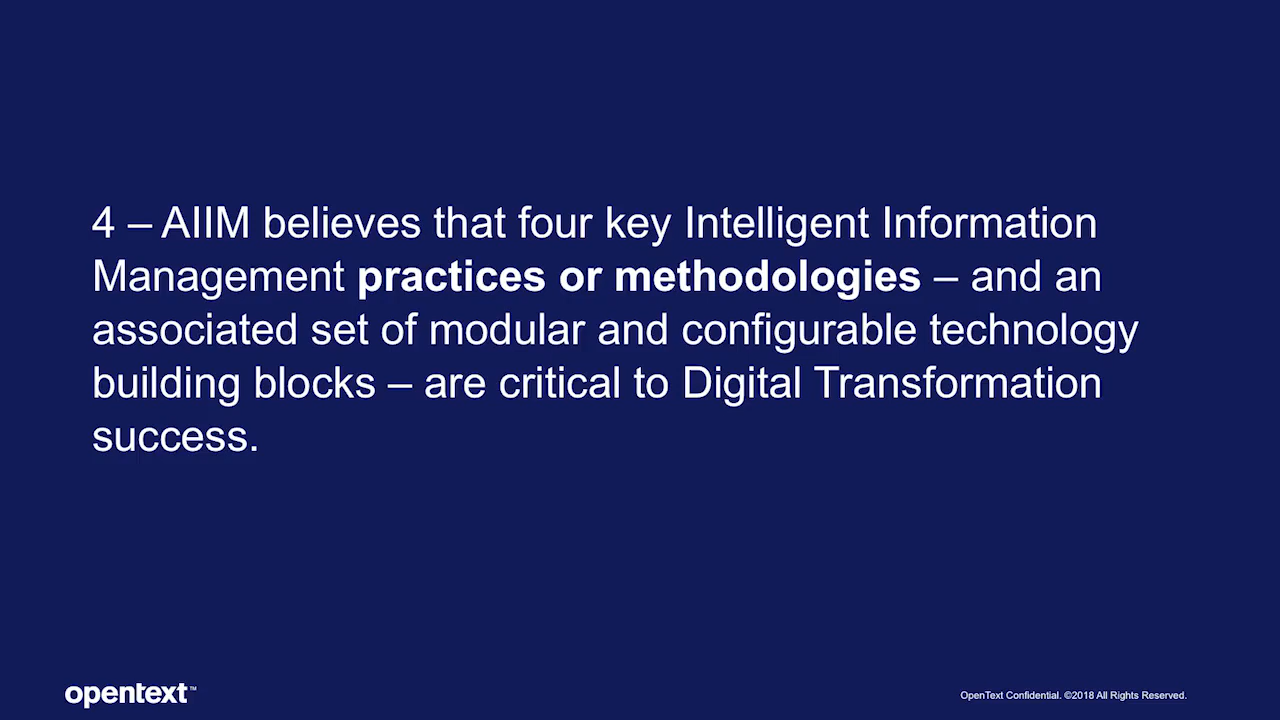 4 – AIIM believes that four key Intelligent Information
Management practices or methodologies – and an
associated set of modular and configurable technology
building blocks – are critical to Digital Transformation
success.
opentext™
OpenText Confidential. ©2018 All Rights Reserved.